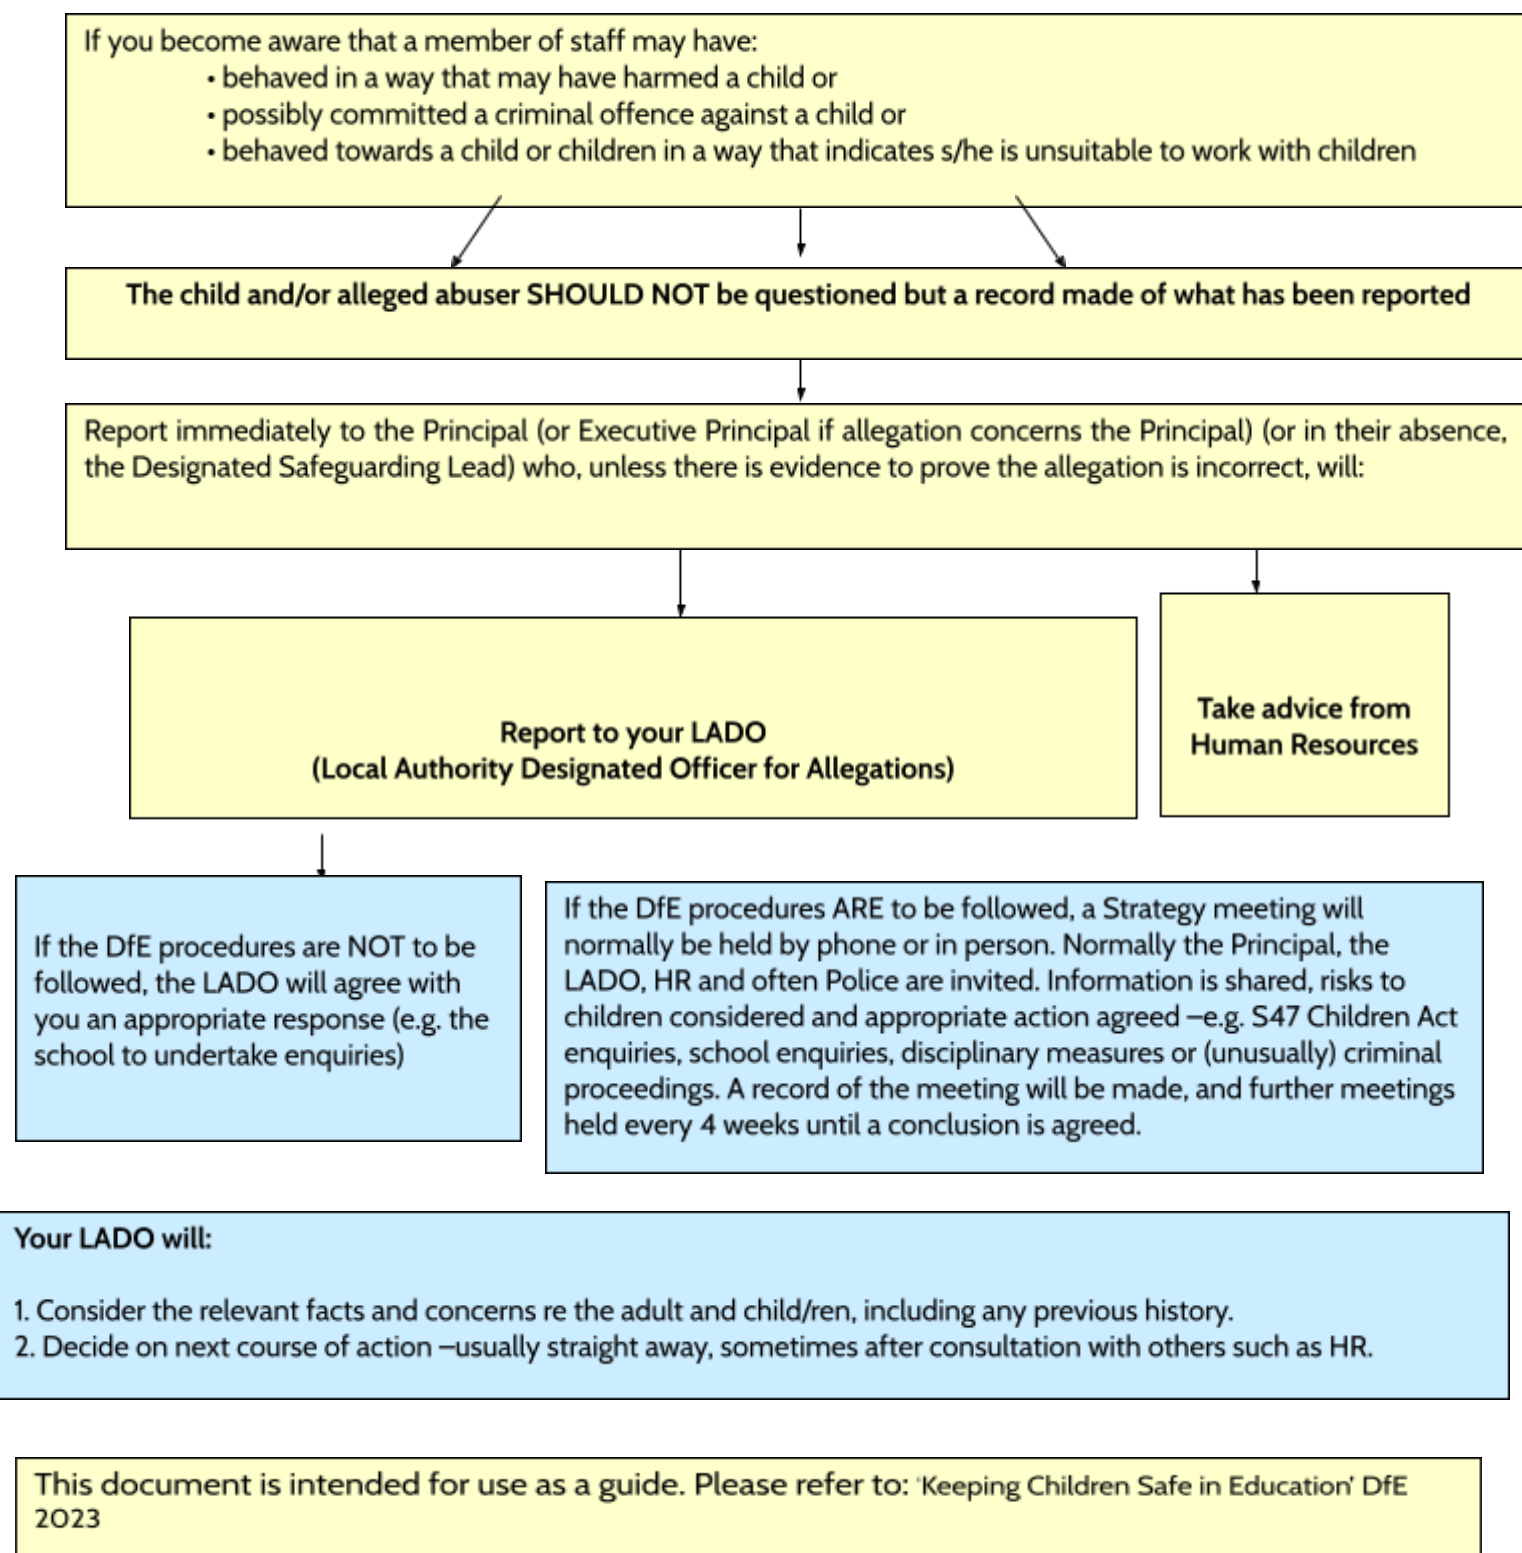 If you become aware that a member of staff may have:
• behaved in a way that may have harmed a child or
• possibly committed a criminal offence against a child or
• behaved towards a child or children in a way that indicates s/he is unsuitable to work with children
The child and/or alleged abuser SHOULD NOT be questioned but a record made of what has been reported
Report immediately to the Principal (or Executive Principal if allegation concerns the Principal) (or in their absence,
the Designated Safeguarding Lead) who, unless there is evidence to prove the allegation is incorrect, will:
Report to your LADO
(Local Authority Designated Officer for Allegations)
Take advice from
Human Resources
If the DfE procedures are NOT to be
followed, the LADO will agree with
you an appropriate response (e.g. the
school to undertake enquiries)
If the DfE procedures ARE to be followed, a Strategy meeting will
normally be held by phone or in person. Normally the Principal, the
LADO, HR and often Police are invited. Information is shared, risks to
children considered and appropriate action agreed –e.g. S47 Children Act
enquiries, school enquiries, disciplinary measures or (unusually) criminal
proceedings. A record of the meeting will be made, and further meetings
held every 4 weeks until a conclusion is agreed.
Your LADO will:
1. Consider the relevant facts and concerns re the adult and child/ren, including any previous history.
2. Decide on next course of action –usually straight away, sometimes after consultation with others such as HR.
This document is intended for use as a guide. Please refer to: ‘Keeping Children Safe in Education’ DfE
2023